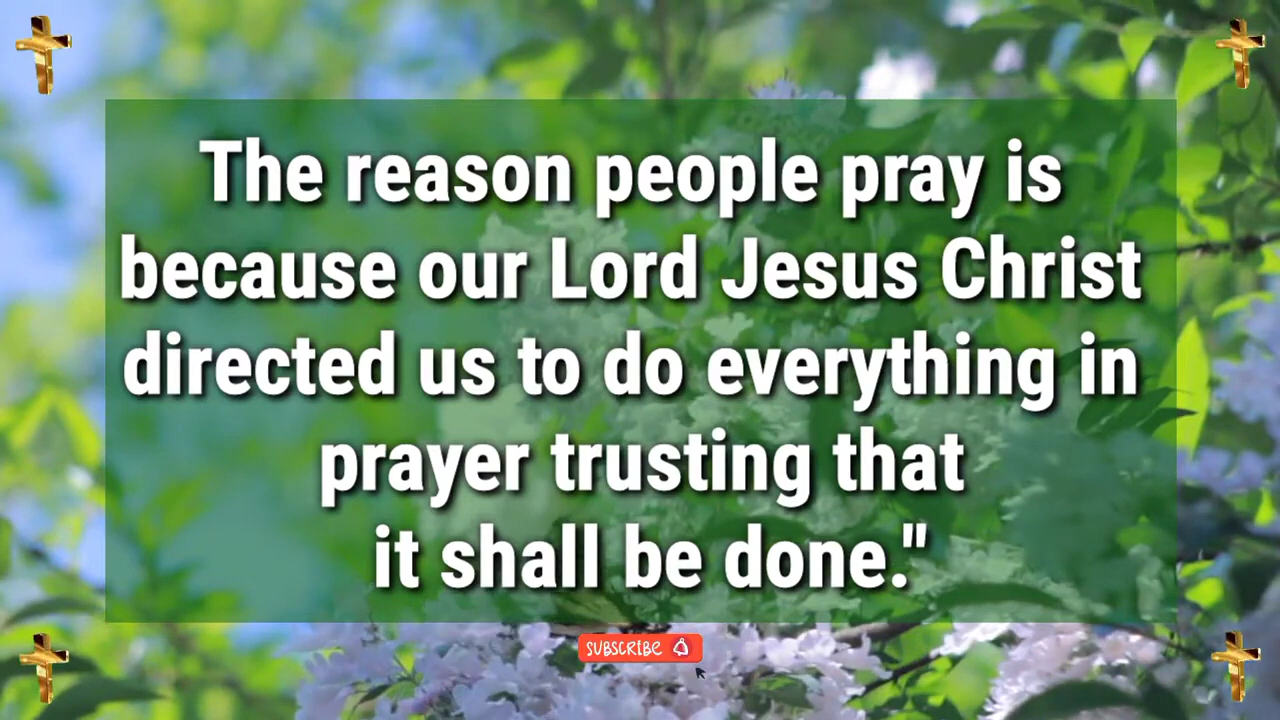 The reason people pray is
because our Lord Jesus Christ
directed us to do everything in
prayer trusting that
it shall be done."
SUBSCRIBE